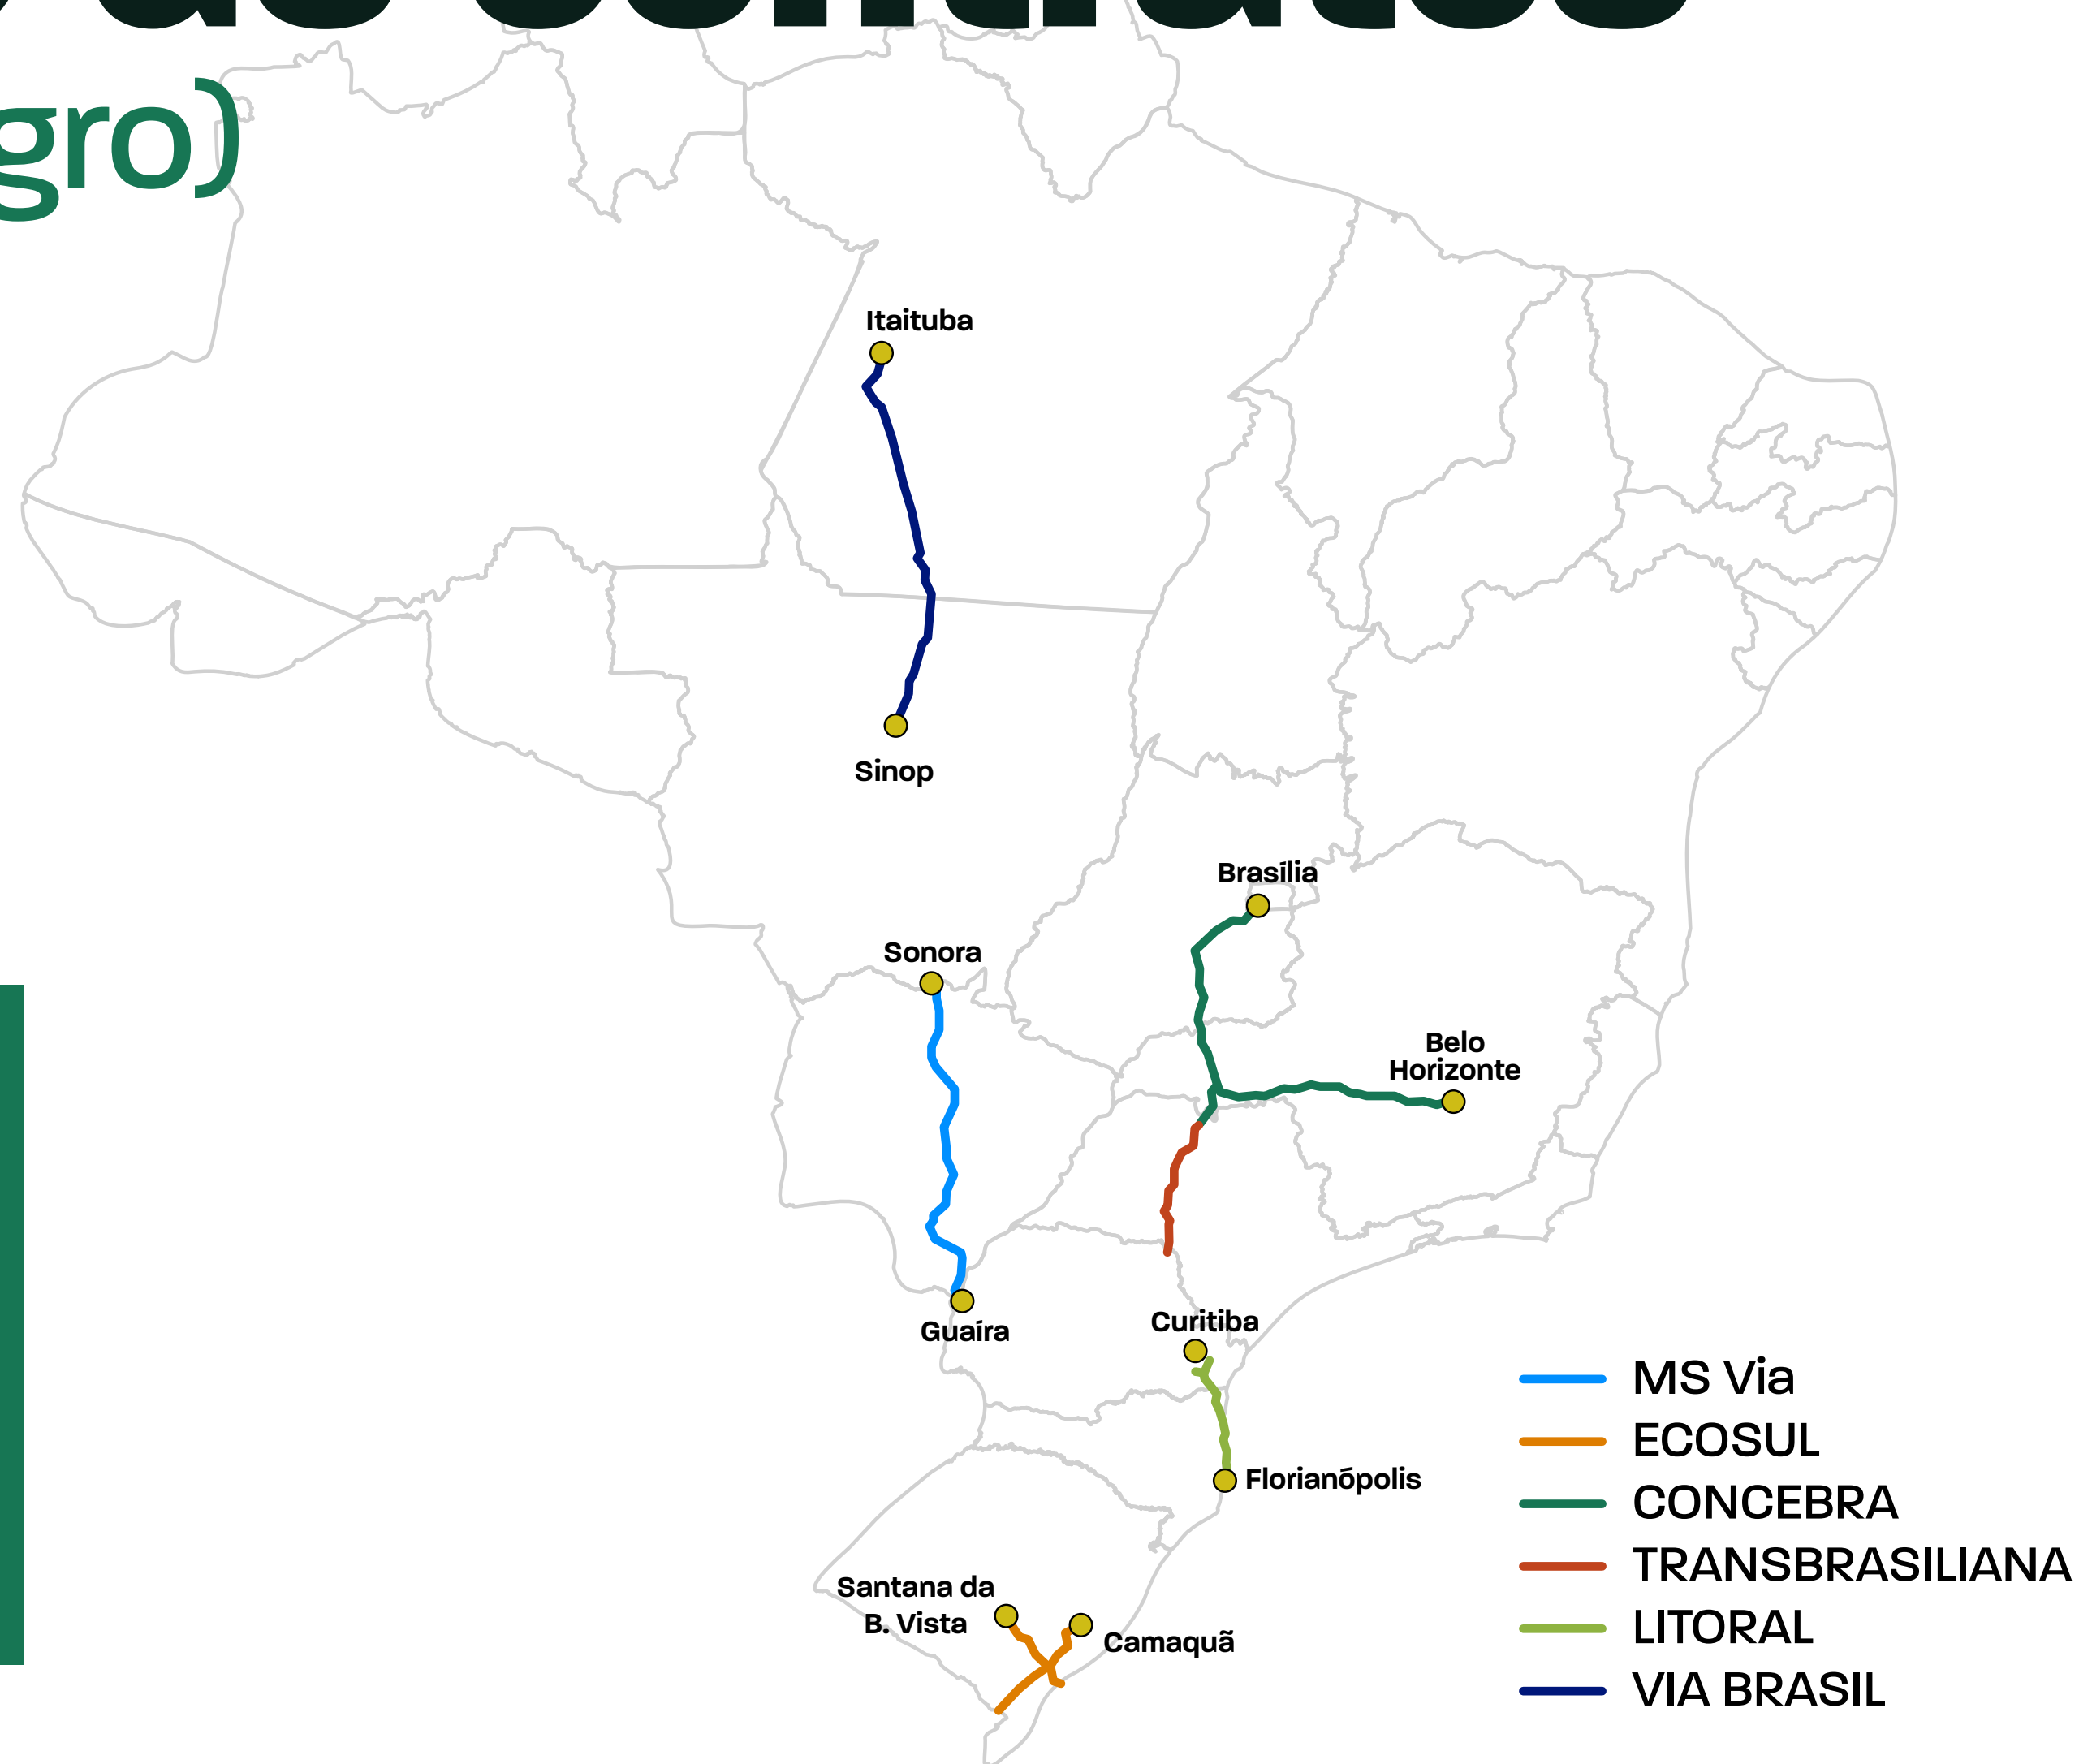 gro)
Itaituba
Sinop
Brasília
Sonora
Belo
Horizonte
Guaíra
Curitiba
Florianópolis
Santana da
B. Vista
Camaquã
MS Via
ECOSUL
CONCEBRA
TRANSBRASILIANA
LITORAL
VIA BRASIL